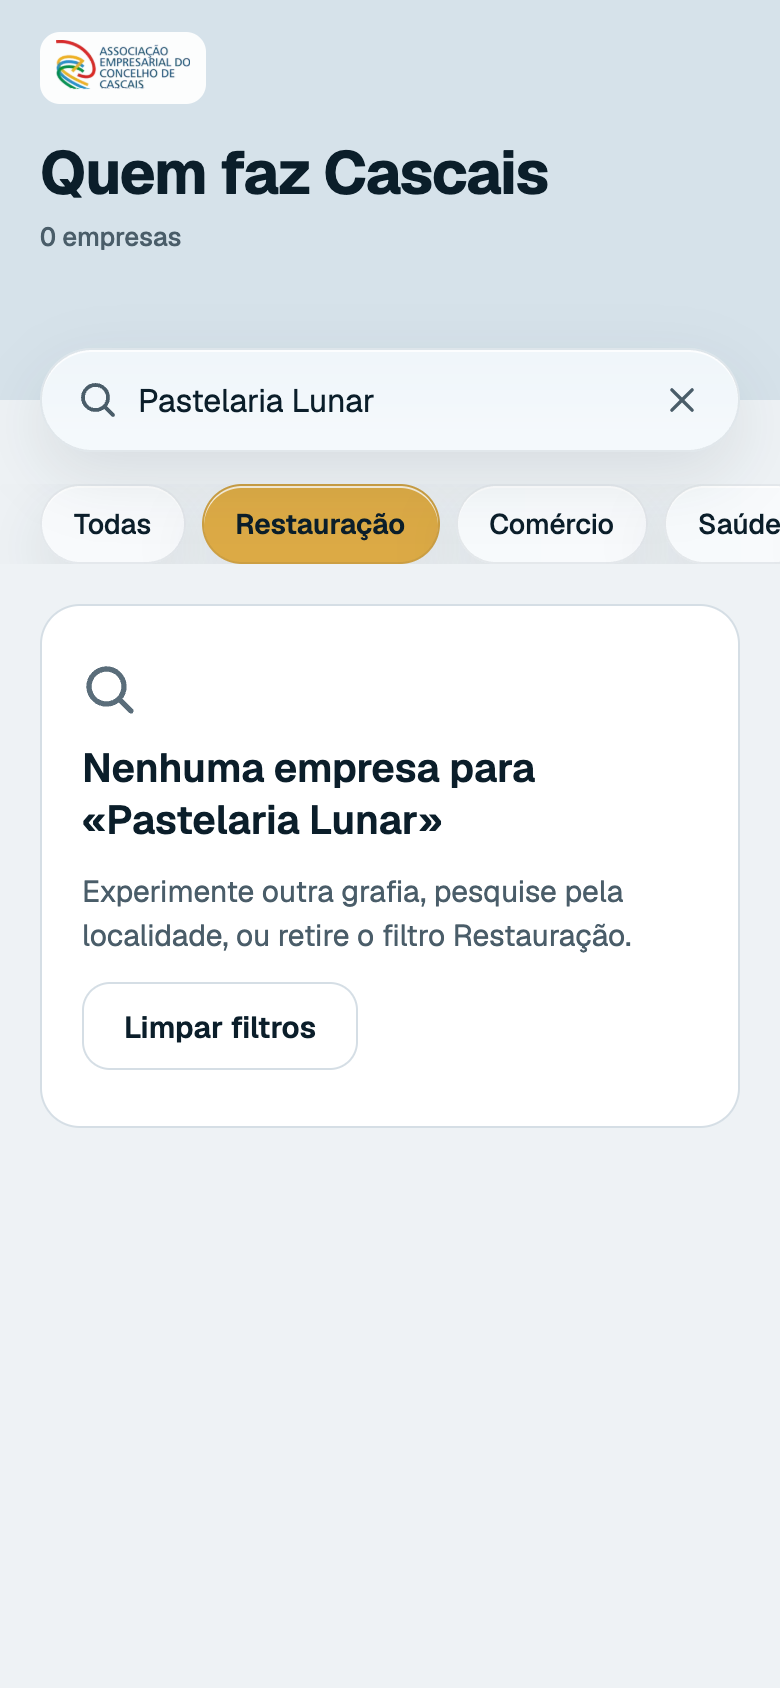 ASSOCIAÇÃO
EMPRESARIAL DO
CONCELHO DE
CASCAIS
Quem faz Cascais
0 empresas
Pastelaria Lunar
Todas
Restauração
Comércio
Saúde
Nenhuma empresa para
«Pastelaria Lunar»
Experimente outra grafia, pesquise pela
localidade, ou retire o filtro Restauração.
Limpar filtros